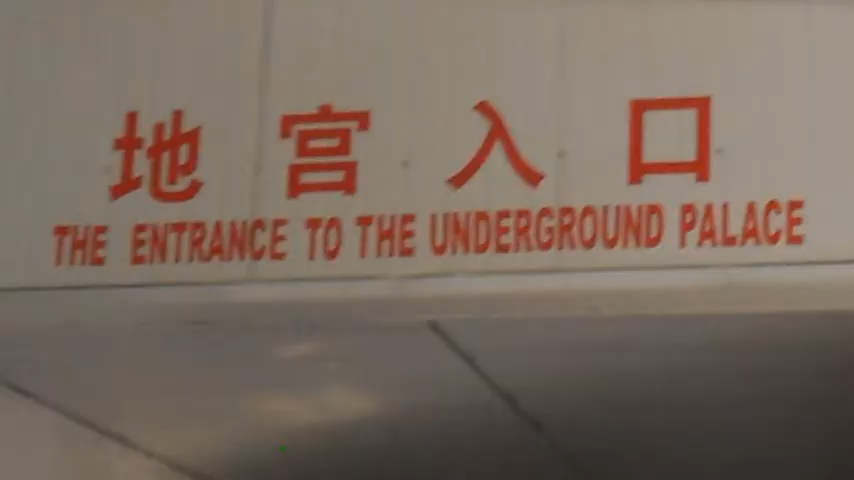 地宫入口
THE ENTRANCE TO THE UNDERGROUND PALACE